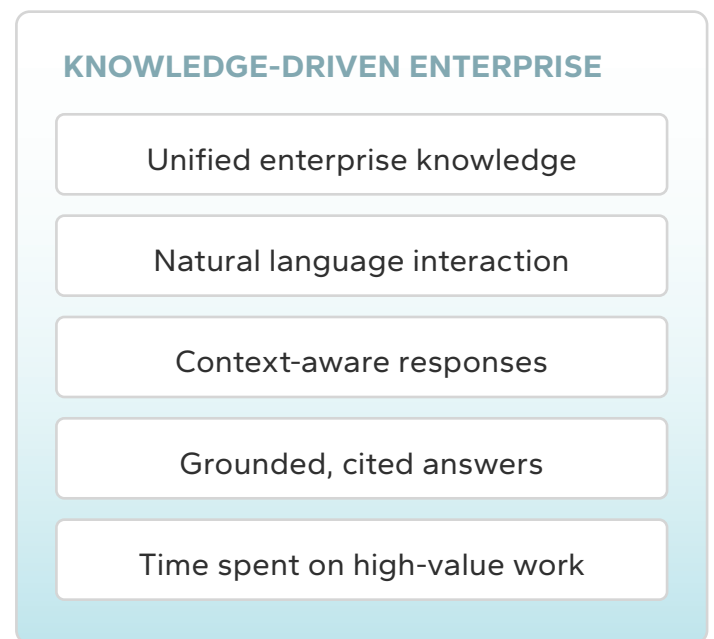 KNOWLEDGE-DRIVEN ENTERPRISE
Unified enterprise knowledge
Natural language interaction
Context-aware responses
Grounded, cited answers
Time spent on high-value work